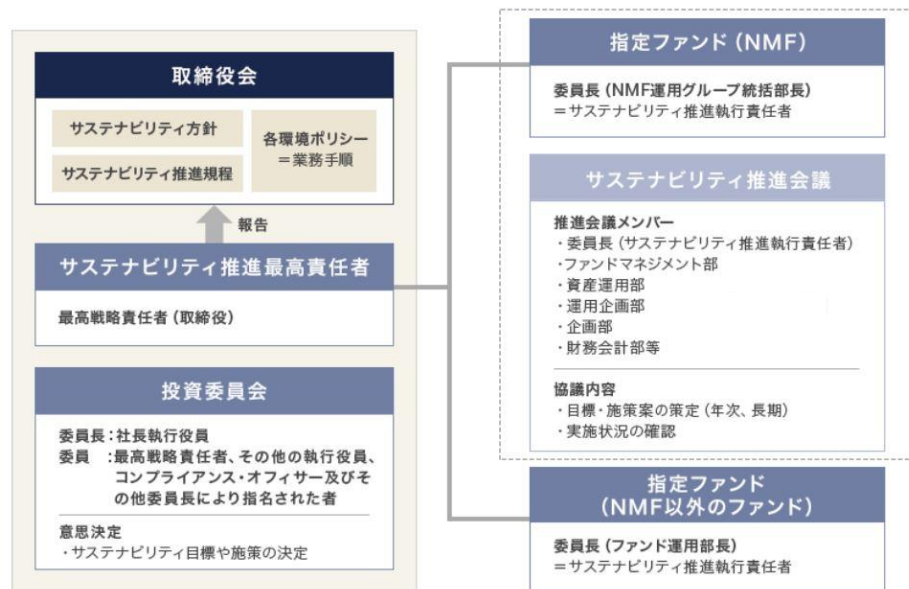 取締役会
サステナビリティ方針
サステナビリティ推進規程
各環境ポリシー
＝業務手順
報告
サステナビリティ推進最高責任者
最高戦略責任者（取締役）
投資委員会
委員長：社長執行役員
委員　：最高戦略責任者、その他の執行役員、
コンプライアンス・オフィサー及びそ
の他委員長により指名された者
意思決定
・サステナビリティ目標や施策の決定
指定ファンド（NMF）
委員長（NMF運用グループ統括部長）
＝サステナビリティ推進執行責任者
サステナビリティ推進会議
推進会議メンバー
・委員長（サステナビリティ推進執行責任者）
・ファンドマネジメント部
・資産運用部
・運用企画部
・企画部
・財務会計部等
協議内容
・目標・施策案の策定（年次、長期）
・実施状況の確認
指定ファンド
（NMF以外のファンド）
委員長（ファンド運用部長）
＝サステナビリティ推進執行責任者